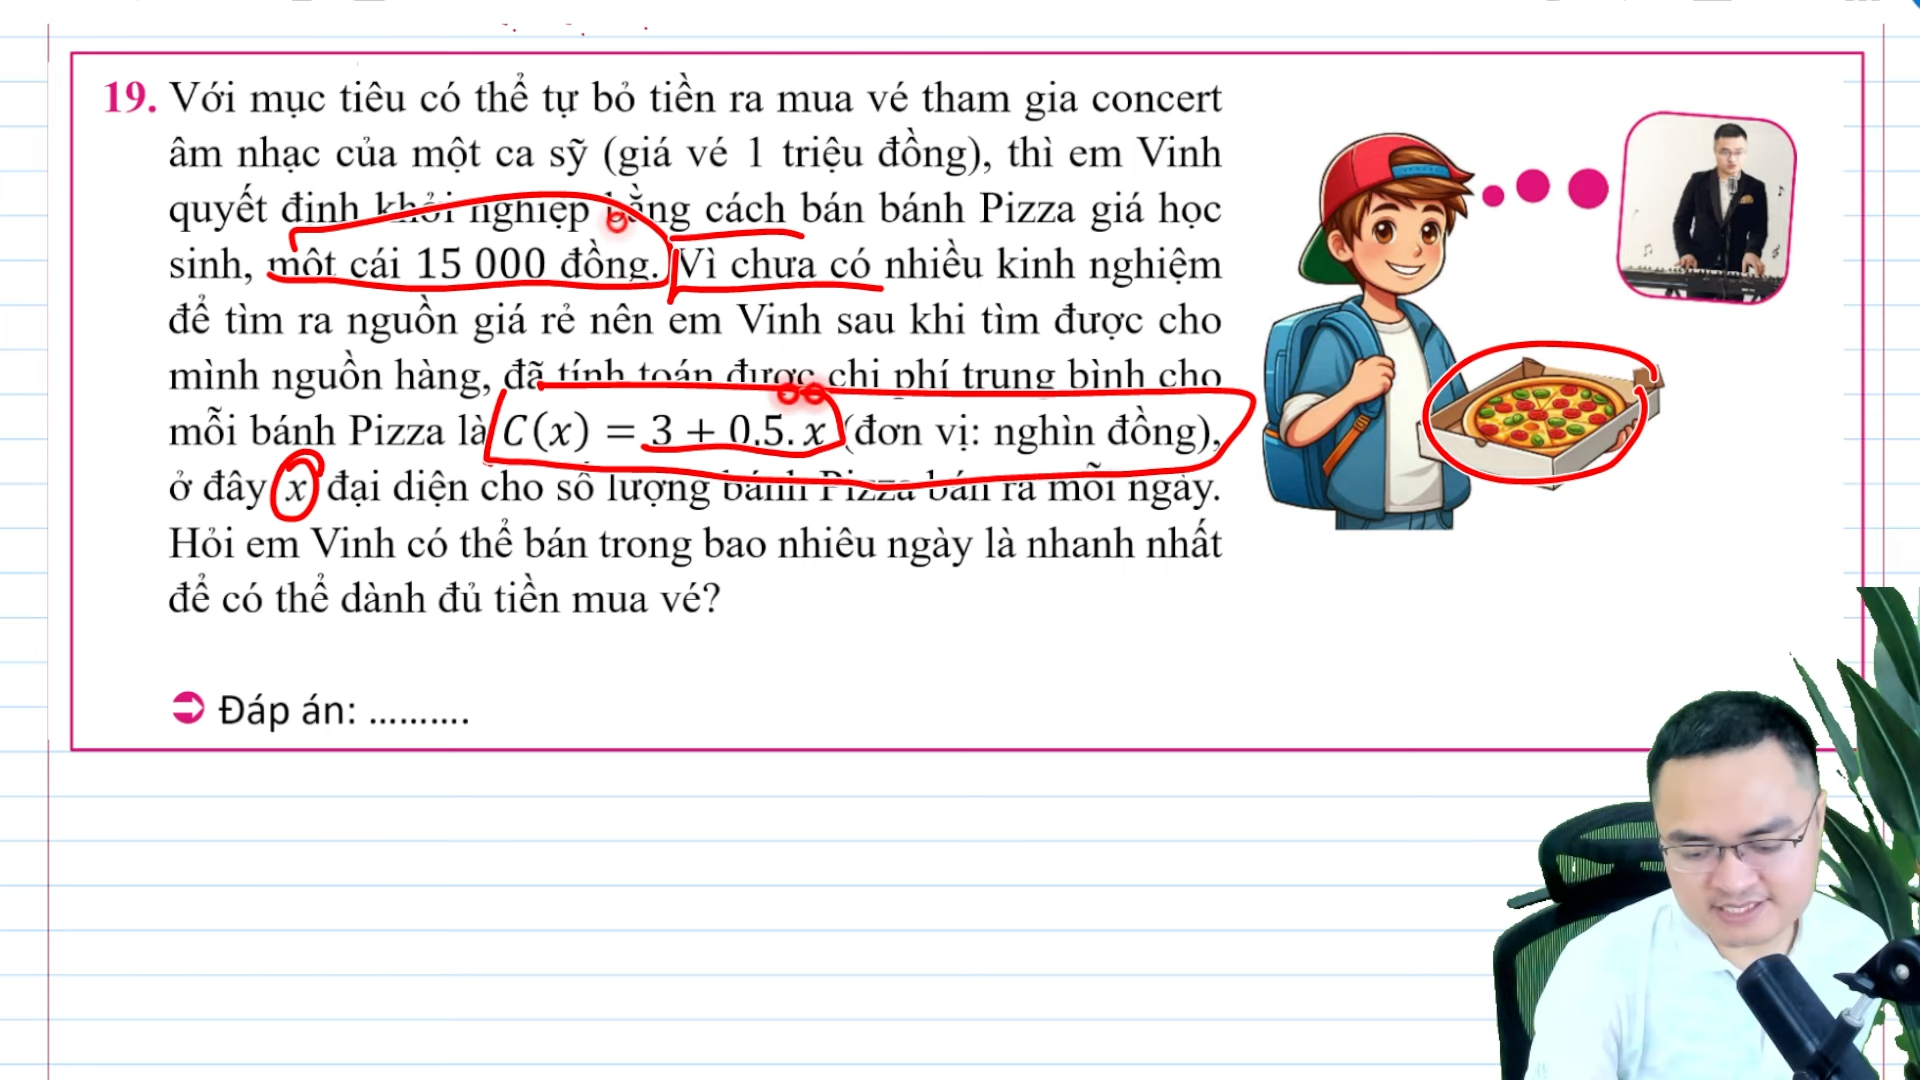 19. Với mục tiêu có thể tự bỏ tiền ra mua vé tham gia concert
âm nhạc của một ca sỹ (giá vé 1 triệu đồng), thì em Vinh
quyết định khởi nghiệp bằng cách bán bánh Pizza giá học
sinh, một cái 15 000 đồng. Vì chưa có nhiều kinh nghiệm
để tìm ra nguồn giá rẻ nên em Vinh sau khi tìm được cho
mình nguồn hàng, đã tính toán được chi phí trung bình cho
mỗi bánh Pizza là C(x) = 3 + 0.5.x (đơn vị: nghìn đồng),
ở đây x đại diện cho số lượng bánh Pizza bán ra mỗi ngày.
Hỏi em Vinh có thể bán trong bao nhiêu ngày là nhanh nhất
để có thể dành đủ tiền mua vé?
Đáp án: ..........